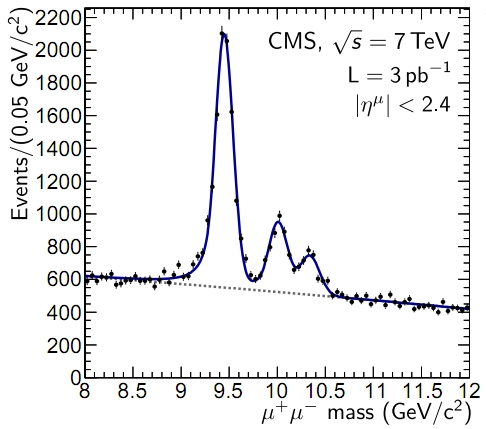 Events/(0.05 GeV/c²)
2200
2000
1800
1600
1400
1200
1000
800
600
400
200
0
CMS, √s = 7 TeV
L = 3 pb⁻¹
|η^μ| < 2.4
8 8.5 9 9.5 10 10.5 11 11.5 12
μ⁺μ⁻ mass (GeV/c²)